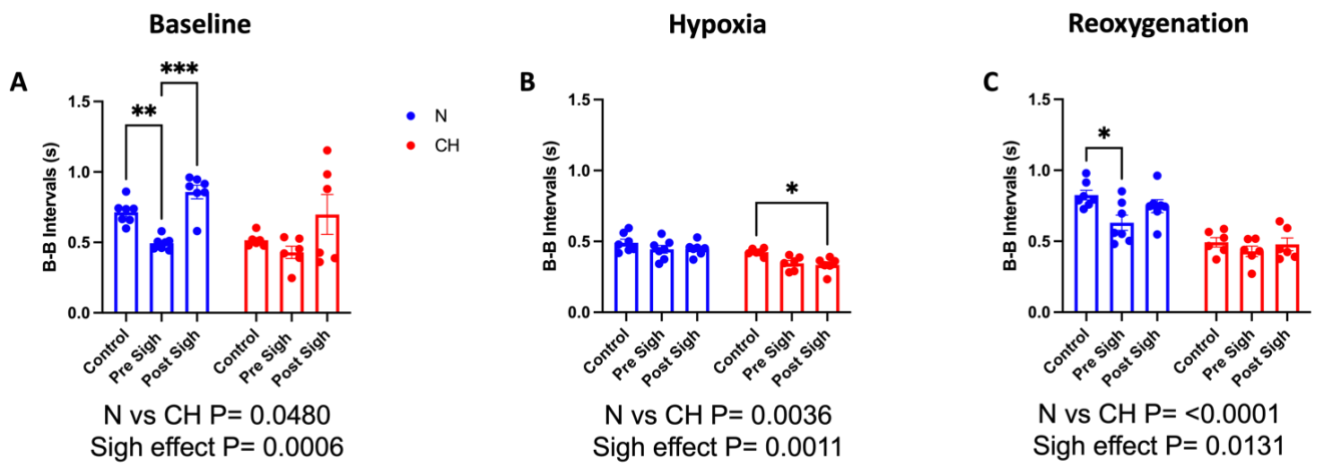 Baseline
Hypoxia
Reoxygenation
A
***
**
B-B Intervals (s)
1.5
1.0
0.5
0.0
Control
Pre Sigh
Post Sigh
Control
Pre Sigh
Post Sigh
N
CH
N vs CH P= 0.0480
Sigh effect P= 0.0006
B
*
B-B Intervals (s)
1.5
1.0
0.5
0.0
Control
Pre Sigh
Post Sigh
Control
Pre Sigh
Post Sigh
N vs CH P= 0.0036
Sigh effect P= 0.0011
C
*
B-B Intervals (s)
1.5
1.0
0.5
0.0
Control
Pre Sigh
Post Sigh
Control
Pre Sigh
Post Sigh
N vs CH P= <0.0001
Sigh effect P= 0.0131